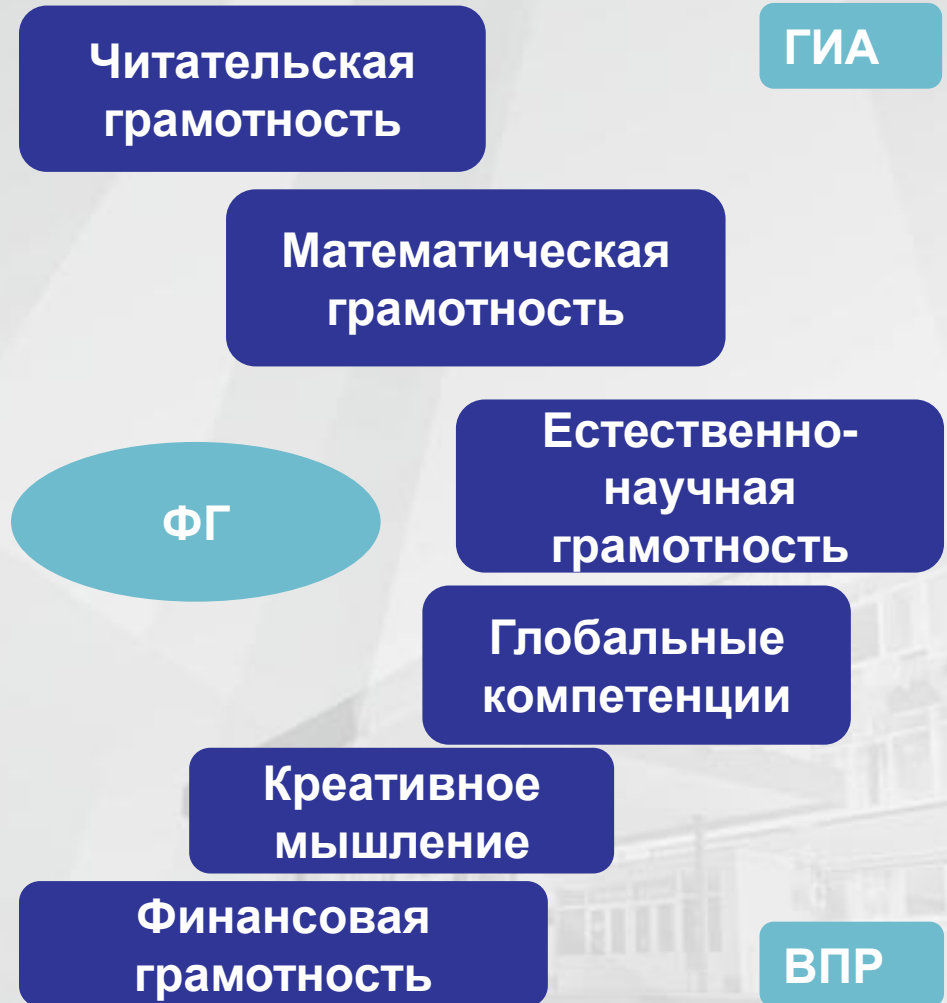 Читательская
грамотность
ГИА
Математическая
грамотность
Естественно-
научная
грамотность
ФГ
Глобальные
компетенции
Креативное
мышление
Финансовая
грамотность
ВПР